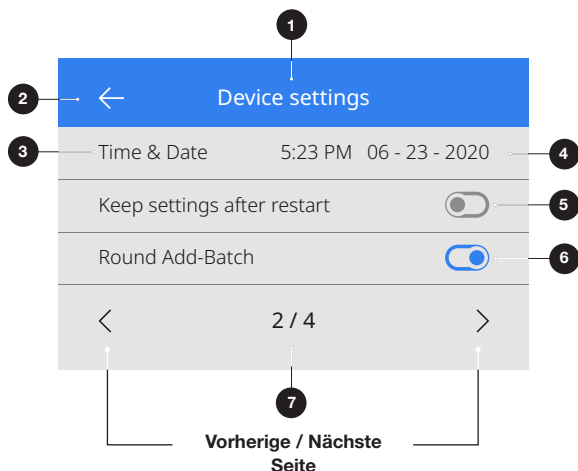 1
2
Device settings
3
Time & Date 5:23 PM 06 - 23 - 2020
4
Keep settings after restart
5
Round Add-Batch
6
< 2 / 4 >
7
Vorherige / Nächste
Seite